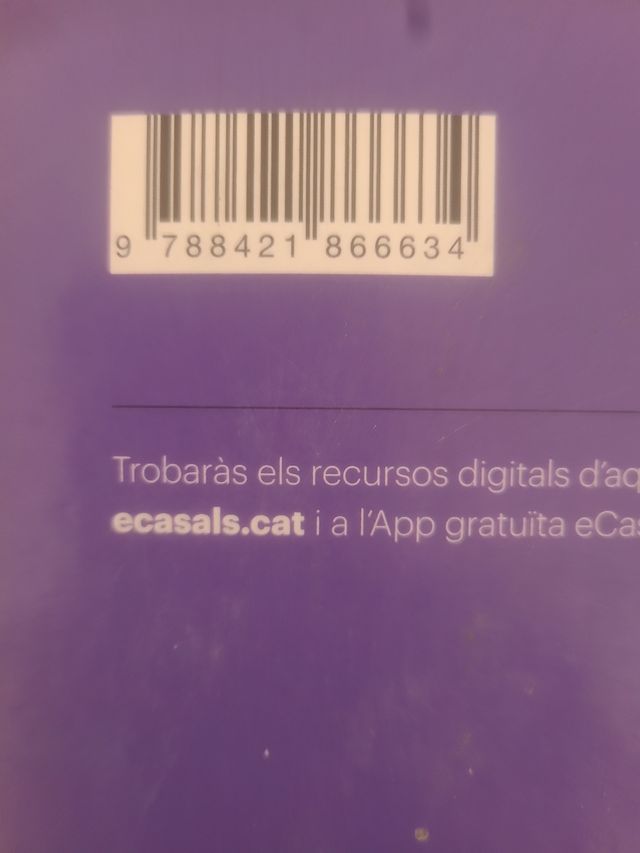 9 788421 866634
Trobaràs els recursos digitals
ecasals.cat i a l'App gratuïta